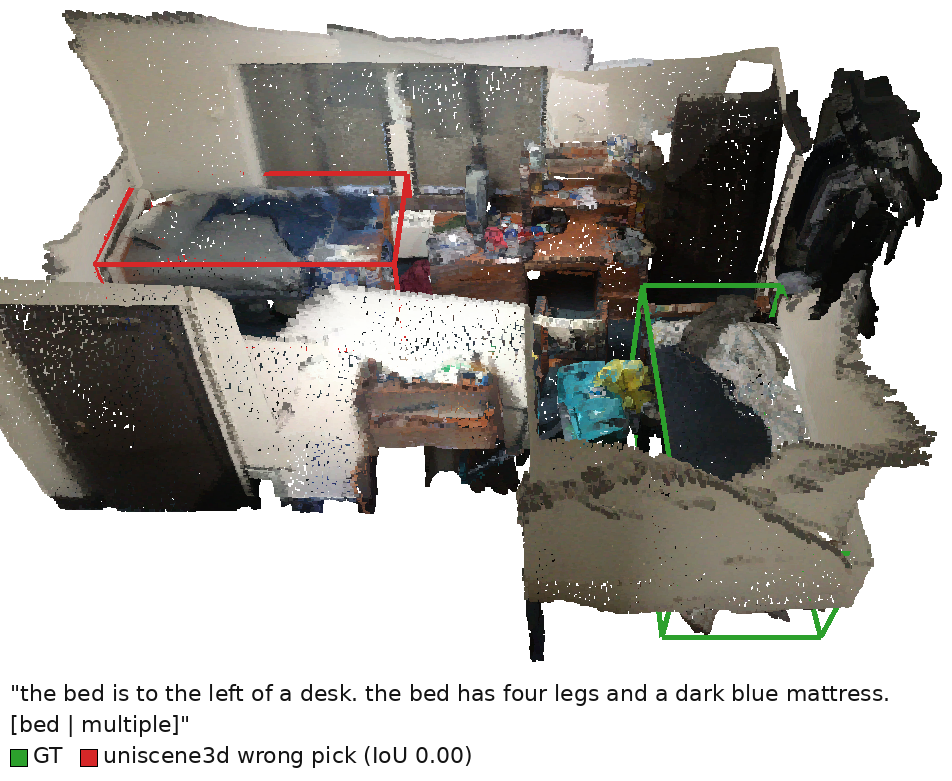 "the bed is to the left of a desk. the bed has four legs and a dark blue mattress.
[bed | multiple]"
GT uniscene3d wrong pick (IoU 0.00)